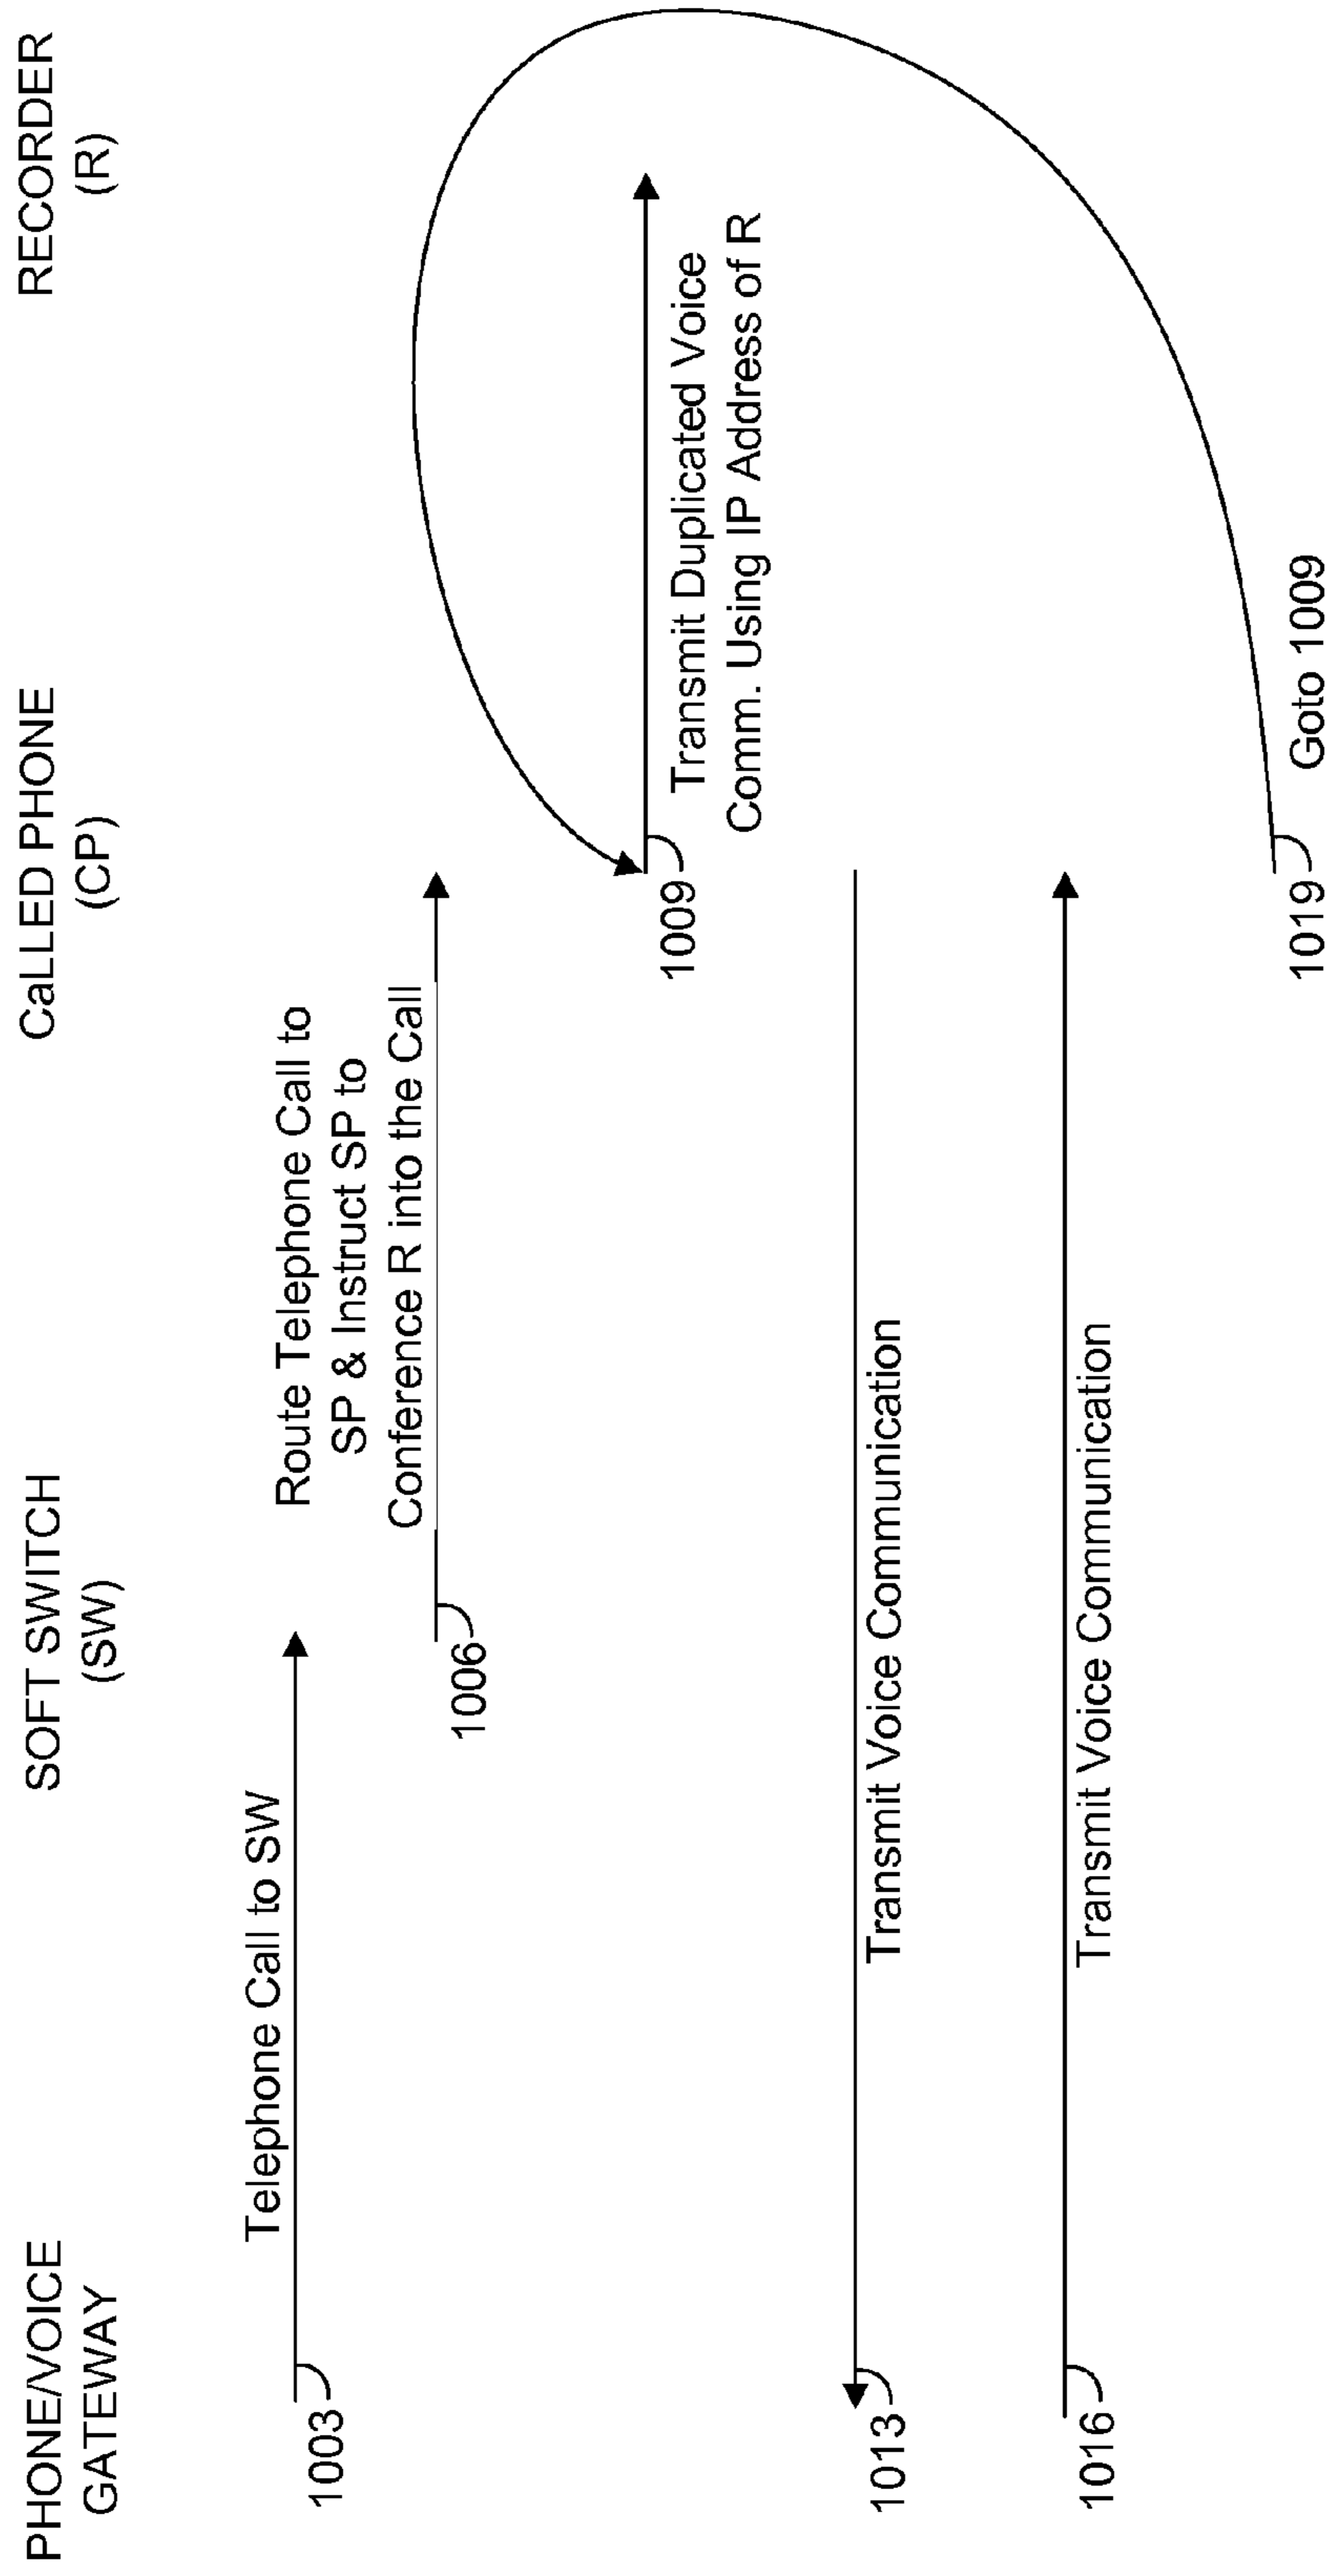 PHONE/VOICE
GATEWAY
SOFT SWITCH
(SW)
CaLLED PHONE
(CP)
RECORDER
(R)
Telephone Call to SW
1003
Route Telephone Call to
SP & Instruct SP to
Conference R into the Call
1006
1009
Transmit Duplicated Voice
Comm. Using IP Address of R
1013
Transmit Voice Communication
1016
Transmit Voice Communication
1019
Goto 1009